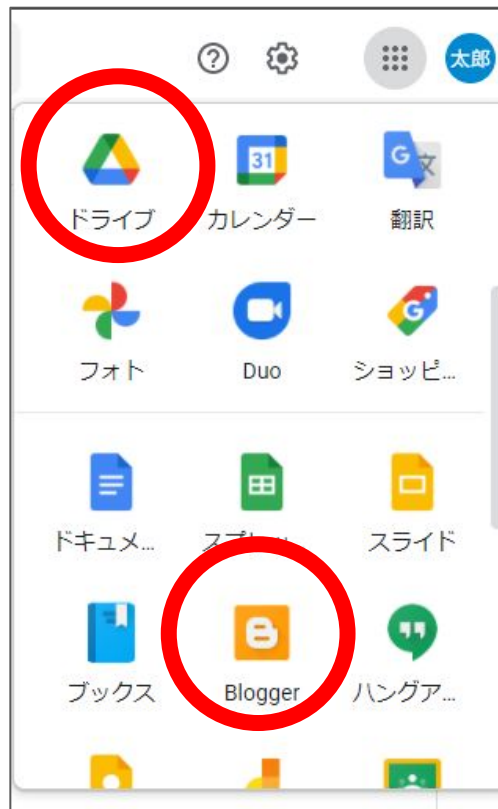 太郎
31
ドライブ カレンダー 翻訳
フォト Duo ショッピ...
ドキュメ... スライド
ブックス Blogger ハングア...